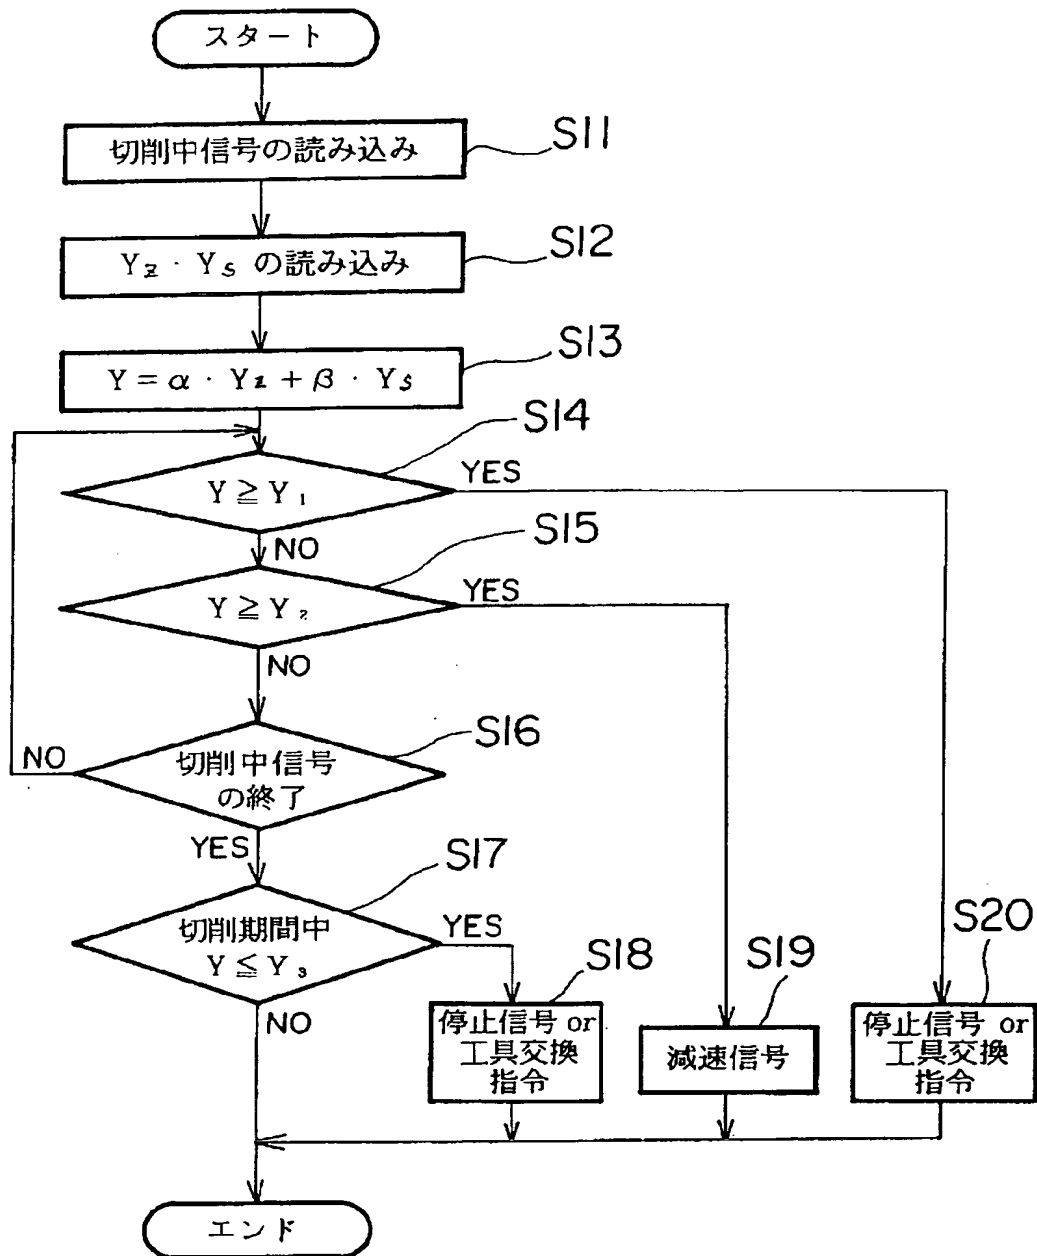 スタート
切削中信号の読み込み
S11
Yz・Ysの読み込み
S12
Y=α・Yz+β・Ys
S13
S14
Y≧Y₁
YES
NO
S15
Y≧Y₂
YES
NO
S16
切削中信号
の終了
NO
YES
S17
切削期間中
Y≦Y₃
YES
NO
S18
停止信号 or
工具交換
指令
S19
減速信号
S20
停止信号 or
工具交換
指令
エンド